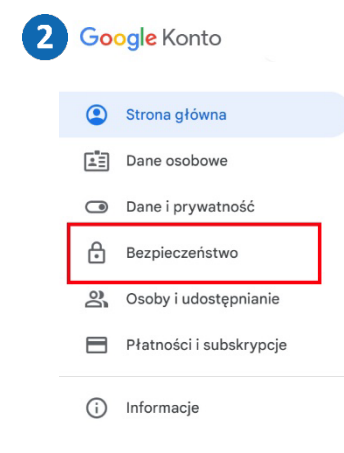 2 Google Konto
Strona główna
Dane osobowe
Dane i prywatność
Bezpieczeństwo
Osoby i udostępnianie
Płatności i subskrypcje
Informacje